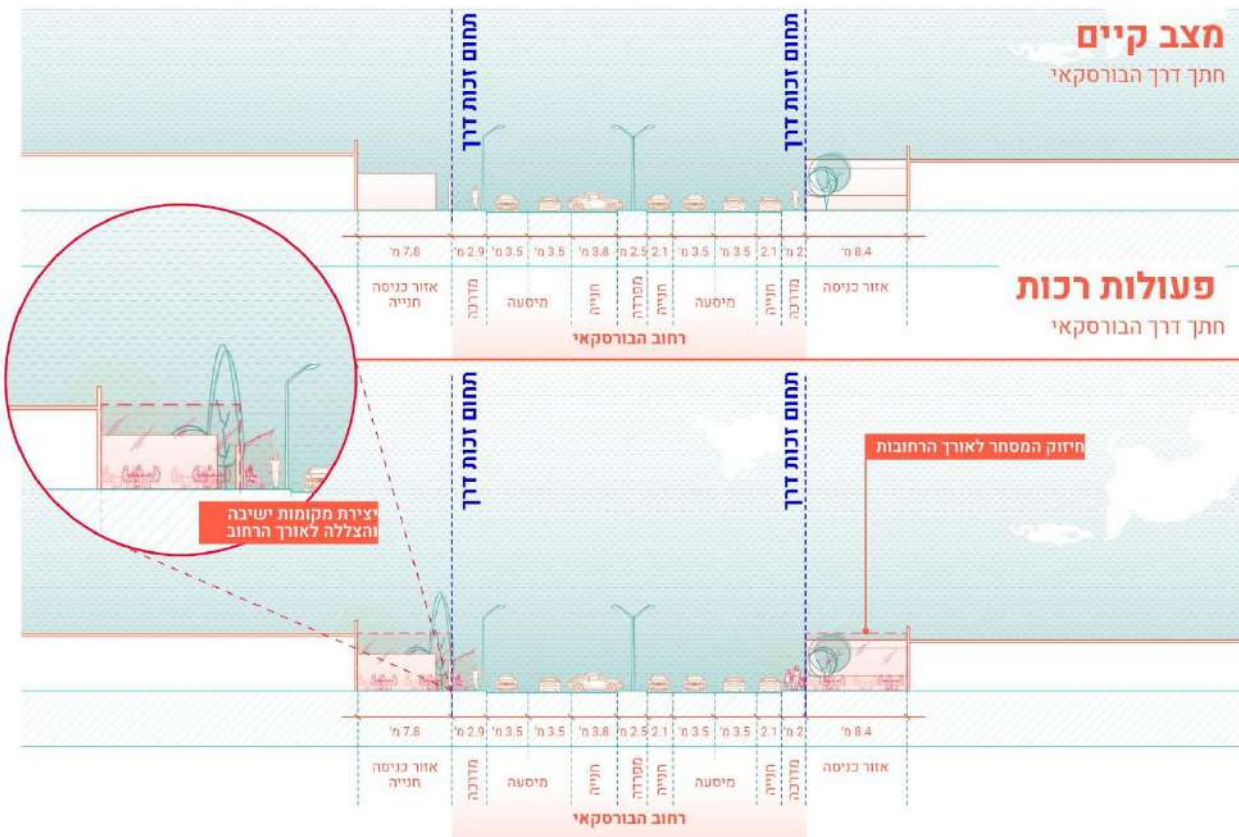 מצב קיים
חתך דרך הבורסקאי
תחום זכות דרך
תחום זכות דרך
8.4 מ'
2 מ'
2.1
3.5 מ'
3.5 מ'
2.1
2.5 מ'
3.8 מ'
3.5 מ'
3.5 מ'
2.9 מ'
7.8 מ'
אזור כניסה
מדרכה
חנייה
מיסעה
חנייה
מפרדה
חנייה
מיסעה
מדרכה
אזור כניסה
חנייה
רחוב הבורסקאי
פעולות רכות
חתך דרך הבורסקאי
תחום זכות דרך
תחום זכות דרך
חיזוק המסחר לאורך הרחובות
יצירת מקומות ישיבה
והצללה לאורך הרחוב
8.4 מ'
2 מ'
2.1
3.5 מ'
3.5 מ'
2.1
2.5 מ'
3.8 מ'
3.5 מ'
3.5 מ'
2.9 מ'
7.8 מ'
אזור כניסה
מדרכה
חנייה
מיסעה
חנייה
מפרדה
חנייה
מיסעה
מדרכה
אזור כניסה
חנייה
רחוב הבורסקאי